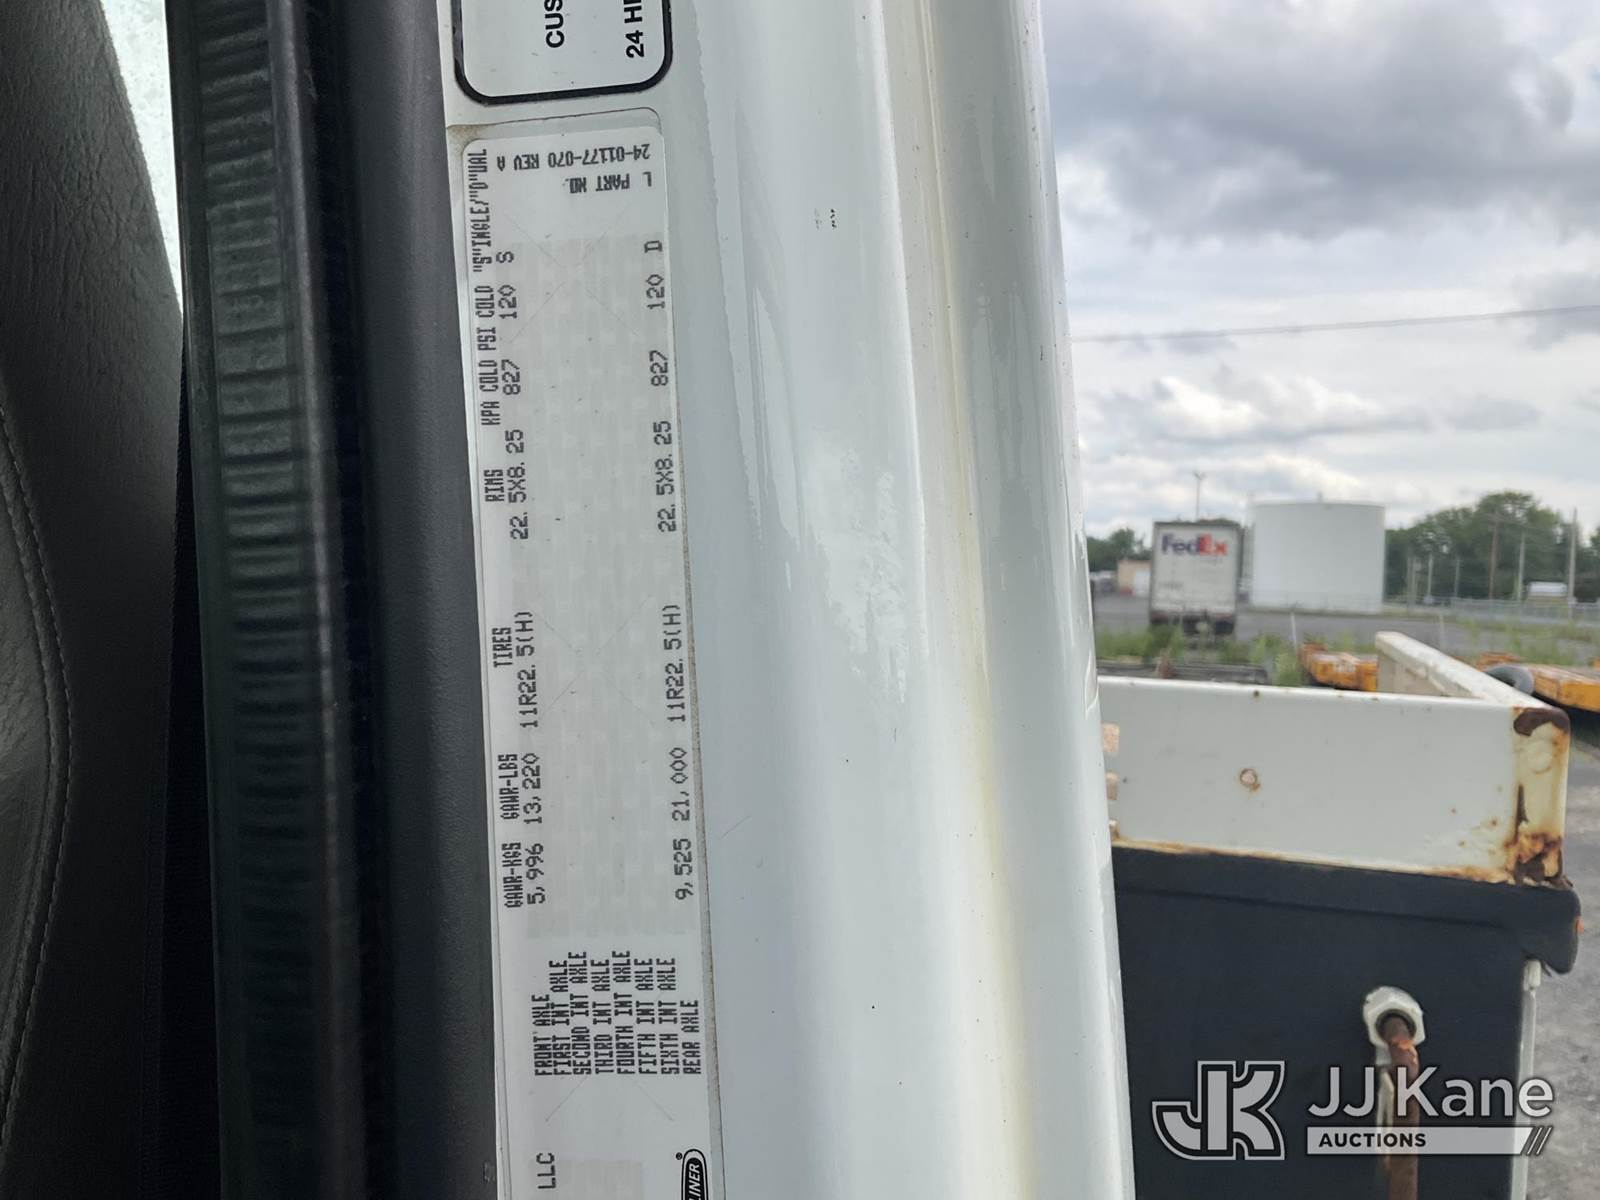 CUS
24 H
GAWR-KGS GAWR-LBS TIRES RIMS KPA COLD PSI COLD "S"INGLE/"D"UAL
FRONT AXLE 5,996 13,220 11R22.5(H) 22.5X8.25 827 120 S
FIRST INT AXLE
SECOND INT AXLE
THIRD INT AXLE
FOURTH INT AXLE
FIFTH INT AXLE
SIXTH INT AXLE
REAR AXLE 9,525 21,000 11R22.5(H) 22.5X8.25 827 120 D
L PART NO. 24-01177-070 REV A
LLC
LINER®
FedEx
JK JJ Kane
AUCTIONS